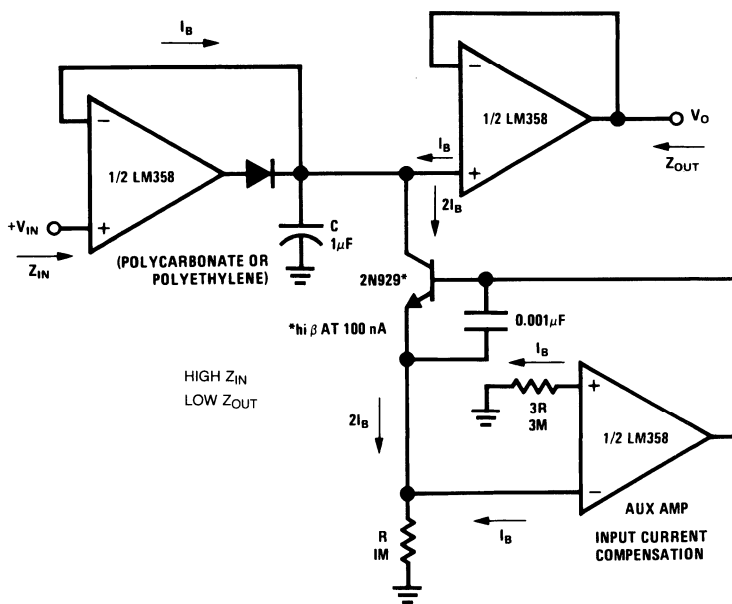 I_B
−
1/2 LM358
+V_IN
+
Z_IN
C
1μF
(POLYCARBONATE OR
POLYETHYLENE)
−
1/2 LM358
I_B
+
V_O
Z_OUT
2I_B
2N929*
*hi β AT 100 nA
0.001μF
HIGH Z_IN
LOW Z_OUT
I_B
+
3R
3M
1/2 LM358
2I_B
−
AUX AMP
R
1M
I_B
INPUT CURRENT
COMPENSATION